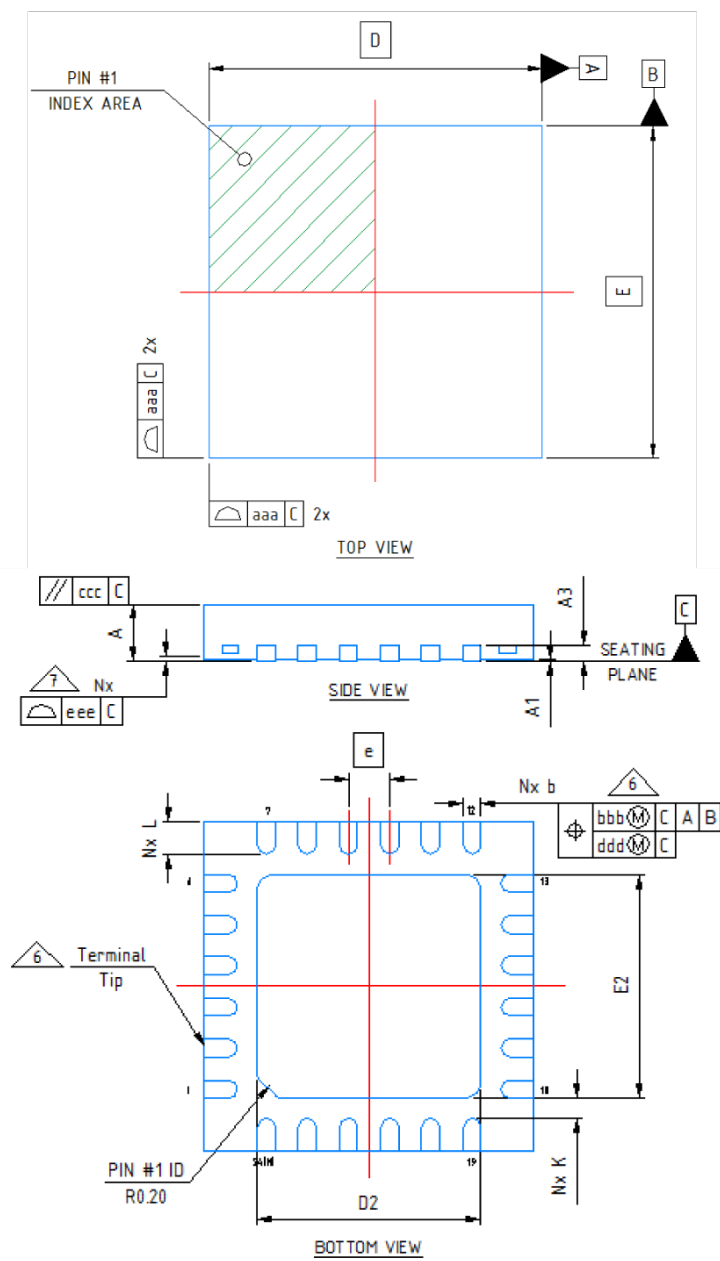 D
A
B
PIN #1
INDEX AREA
E
aaa C 2x
aaa C 2x
TOP VIEW
ccc C
A
A3
C
SEATING
PLANE
7 Nx
eee C
SIDE VIEW
A1
e
Nx b 6
bbb Ⓜ C A B
ddd Ⓜ C
Nx L
7
12
13
6 Terminal
Tip
E2
1
18
PIN #1 ID
R0.20
19
D2
Nx K
BOTTOM VIEW